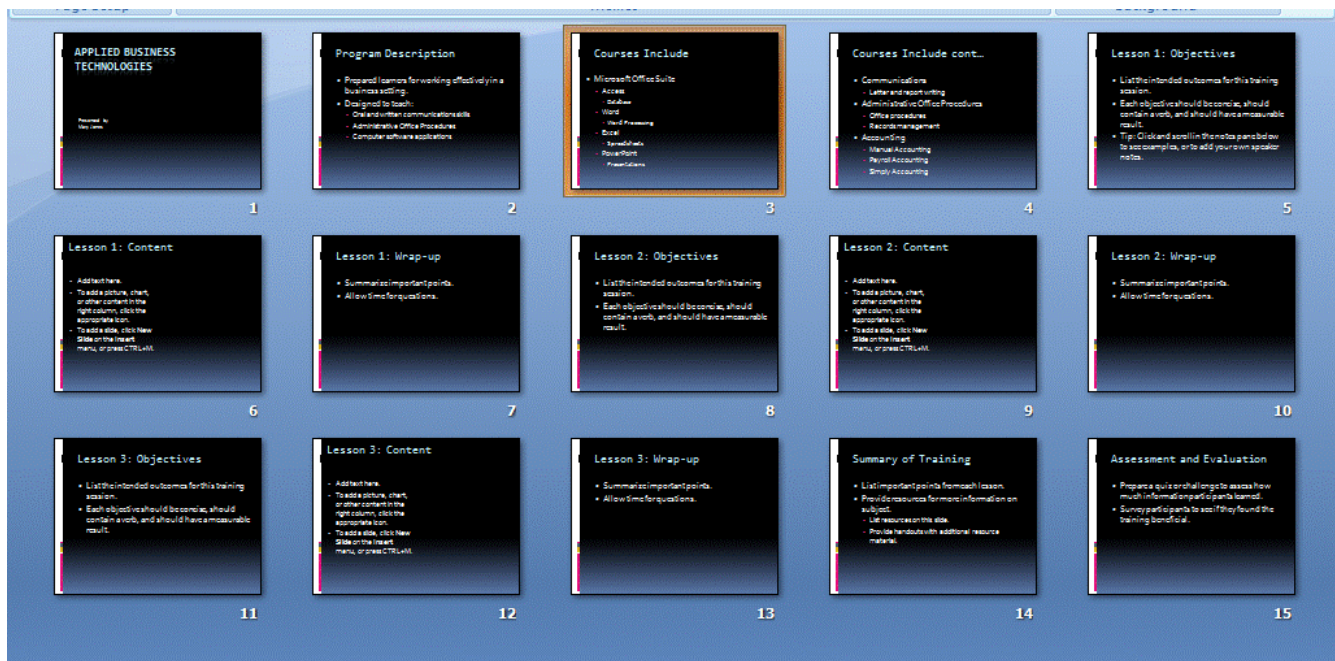 APPLIED BUSINESS
TECHNOLOGIES
Presented by
Mary Jones
1
Program Description
Prepared learners for working effectively in a
business setting.
Designed to teach:
Oral and written communications skills
Administrative Office Procedures
Computer software applications
2
Courses Include
Microsoft Office Suite
Access
Database
Word
Word Processing
Excel
Spreadsheets
PowerPoint
Presentations
3
Courses Include cont…
Communications
Letter and report writing
Administrative Office Procedures
Office procedures
Records management
Accounting
Manual Accounting
Payroll Accounting
Simply Accounting
4
Lesson 1: Objectives
List the intended outcomes for this training
session.
Each objective should be concise, should
contain a verb, and should have a measurable
result.
Tip: Click and scroll in the notes pane below
to see examples, or to add your own speaker
notes.
5
Lesson 1: Content
Add text here.
To add a picture, chart,
or other content in the
right column, click the
appropriate icon.
To add a slide, click New
Slide on the Insert
menu, or press CTRL+M.
6
Lesson 1: Wrap-up
Summarize important points.
Allow time for questions.
7
Lesson 2: Objectives
List the intended outcomes for this training
session.
Each objective should be concise, should
contain a verb, and should have a measurable
result.
8
Lesson 2: Content
Add text here.
To add a picture, chart,
or other content in the
right column, click the
appropriate icon.
To add a slide, click New
Slide on the Insert
menu, or press CTRL+M.
9
Lesson 2: Wrap-up
Summarize important points.
Allow time for questions.
10
Lesson 3: Objectives
List the intended outcomes for this training
session.
Each objective should be concise, should
contain a verb, and should have a measurable
result.
11
Lesson 3: Content
Add text here.
To add a picture, chart,
or other content in the
right column, click the
appropriate icon.
To add a slide, click New
Slide on the Insert
menu, or press CTRL+M.
12
Lesson 3: Wrap-up
Summarize important points.
Allow time for questions.
13
Summary of Training
List important points from each lesson.
Provide resources for more information on
subject.
List resources on this slide.
Provide handouts with additional resource
material.
14
Assessment and Evaluation
Prepare a quiz or challenge to assess how
much information participants learned.
Survey participants to see if they found the
training beneficial.
15